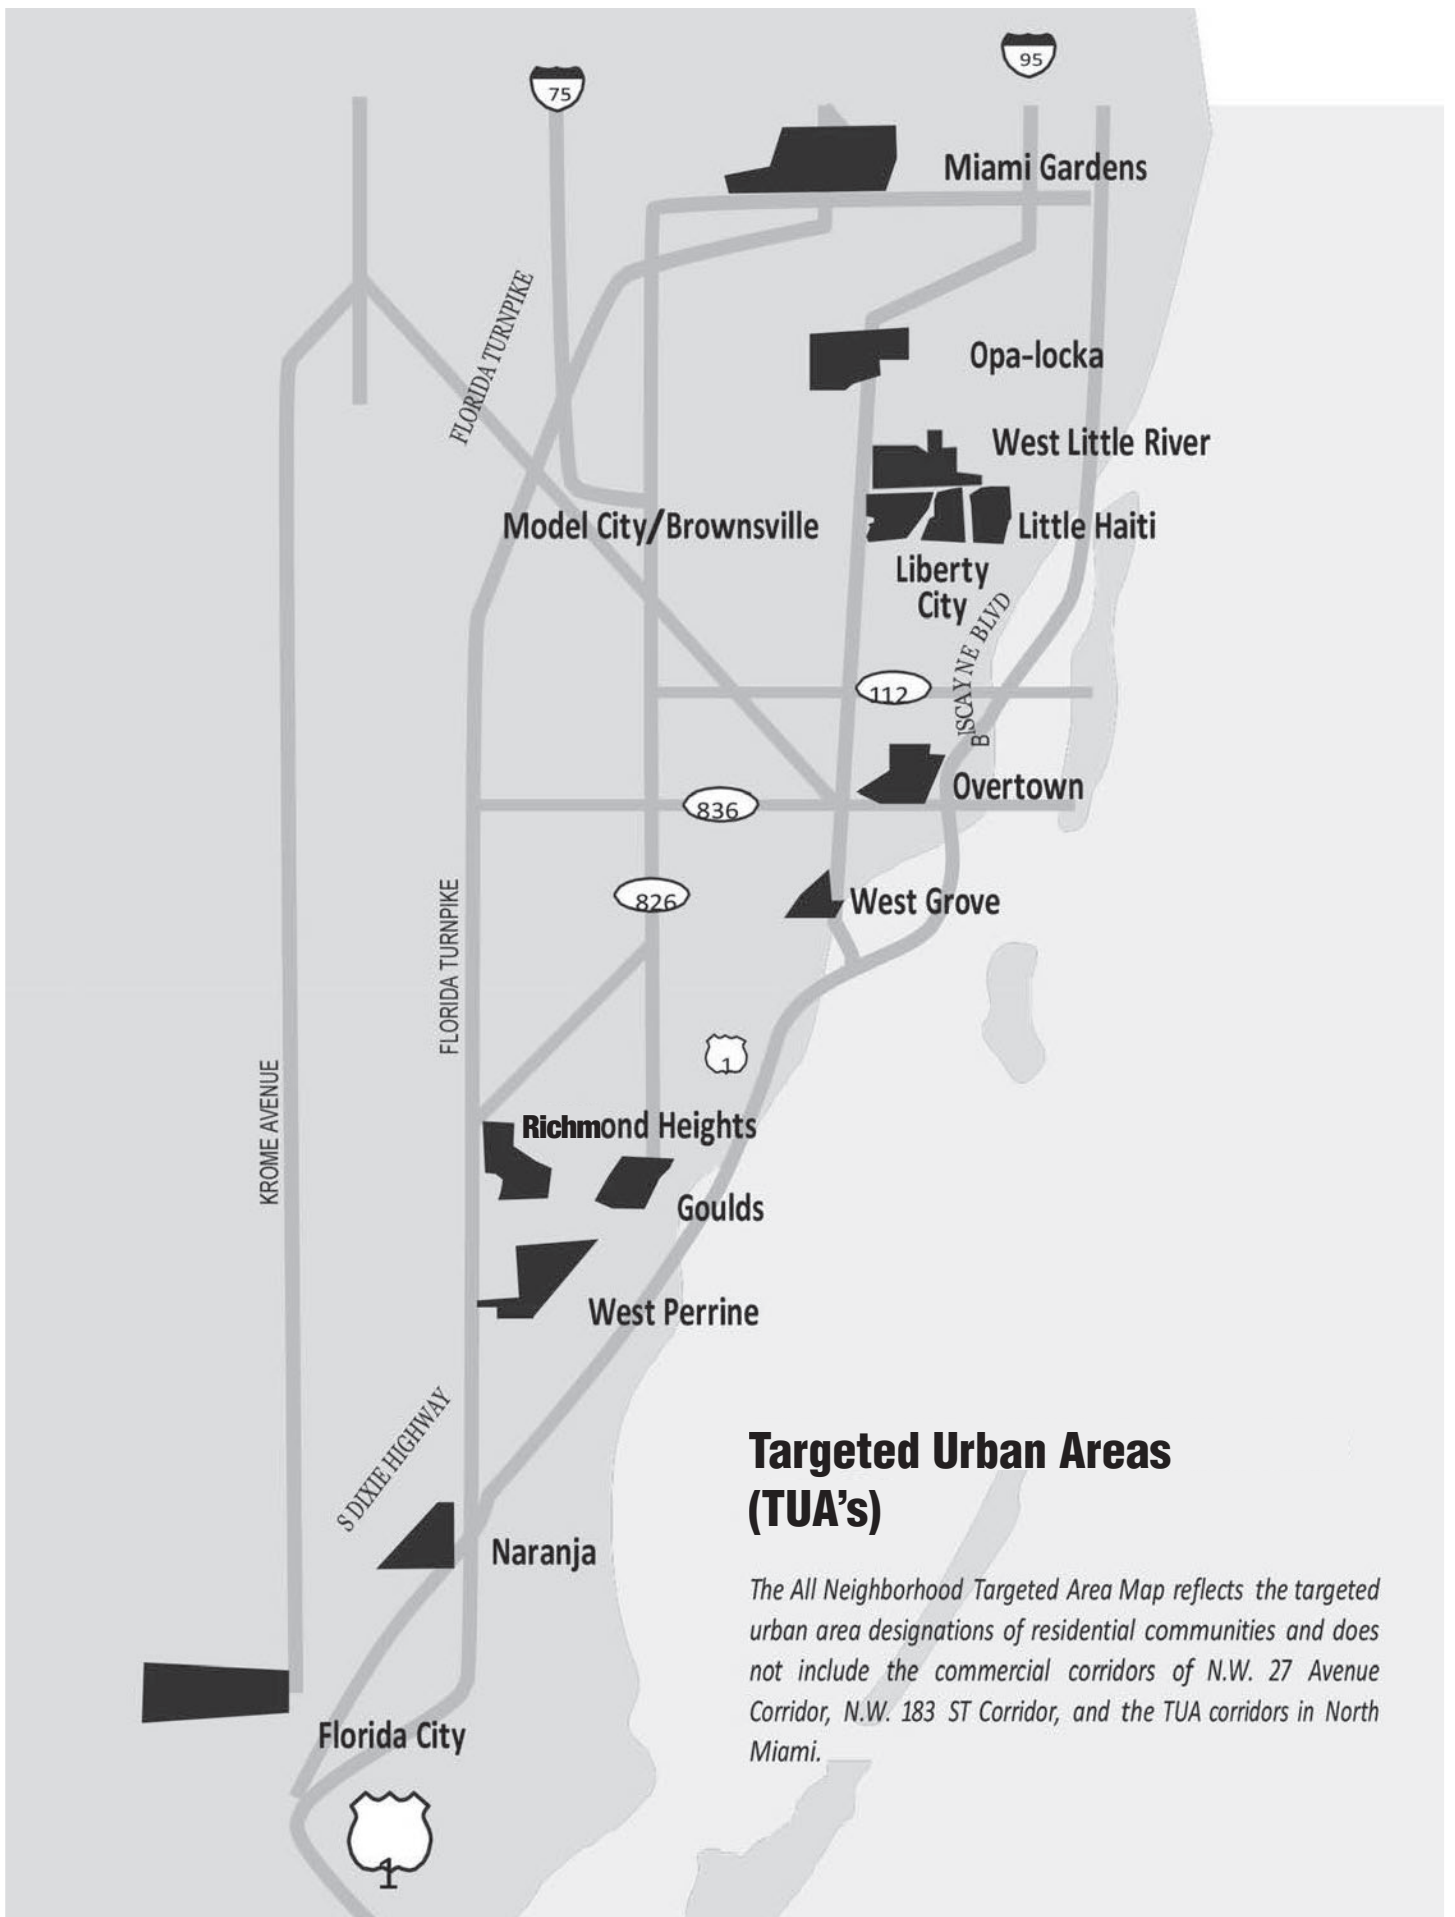 95
75
Miami Gardens
FLORIDA TURNPIKE
Opa-locka
West Little River
Model City/Brownsville
Little Haiti
Liberty
City
BISCAYNE BLVD
112
Overtown
836
826
West Grove
FLORIDA TURNPIKE
1
KROME AVENUE
Richmond Heights
Goulds
West Perrine
S DIXIE HIGHWAY
Targeted Urban Areas
(TUA's)
Naranja
The All Neighborhood Targeted Area Map reflects the targeted
urban area designations of residential communities and does
not include the commercial corridors of N.W. 27 Avenue
Corridor, N.W. 183 ST Corridor, and the TUA corridors in North
Miami.
Florida City
1